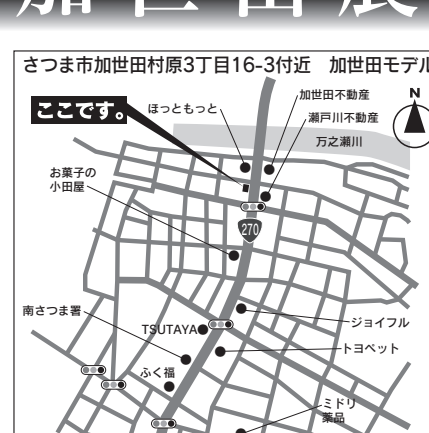 加世田展
さつま市加世田村原3丁目16-3付近　加世田モデル
N
加世田不動産
ここです。
ほっともっと
瀬戸川不動産
万之瀬川
お菓子の
小田屋
270
南さつま署
TSUTAYA
ジョイフル
トヨペット
ふく福
ミドリ
薬品